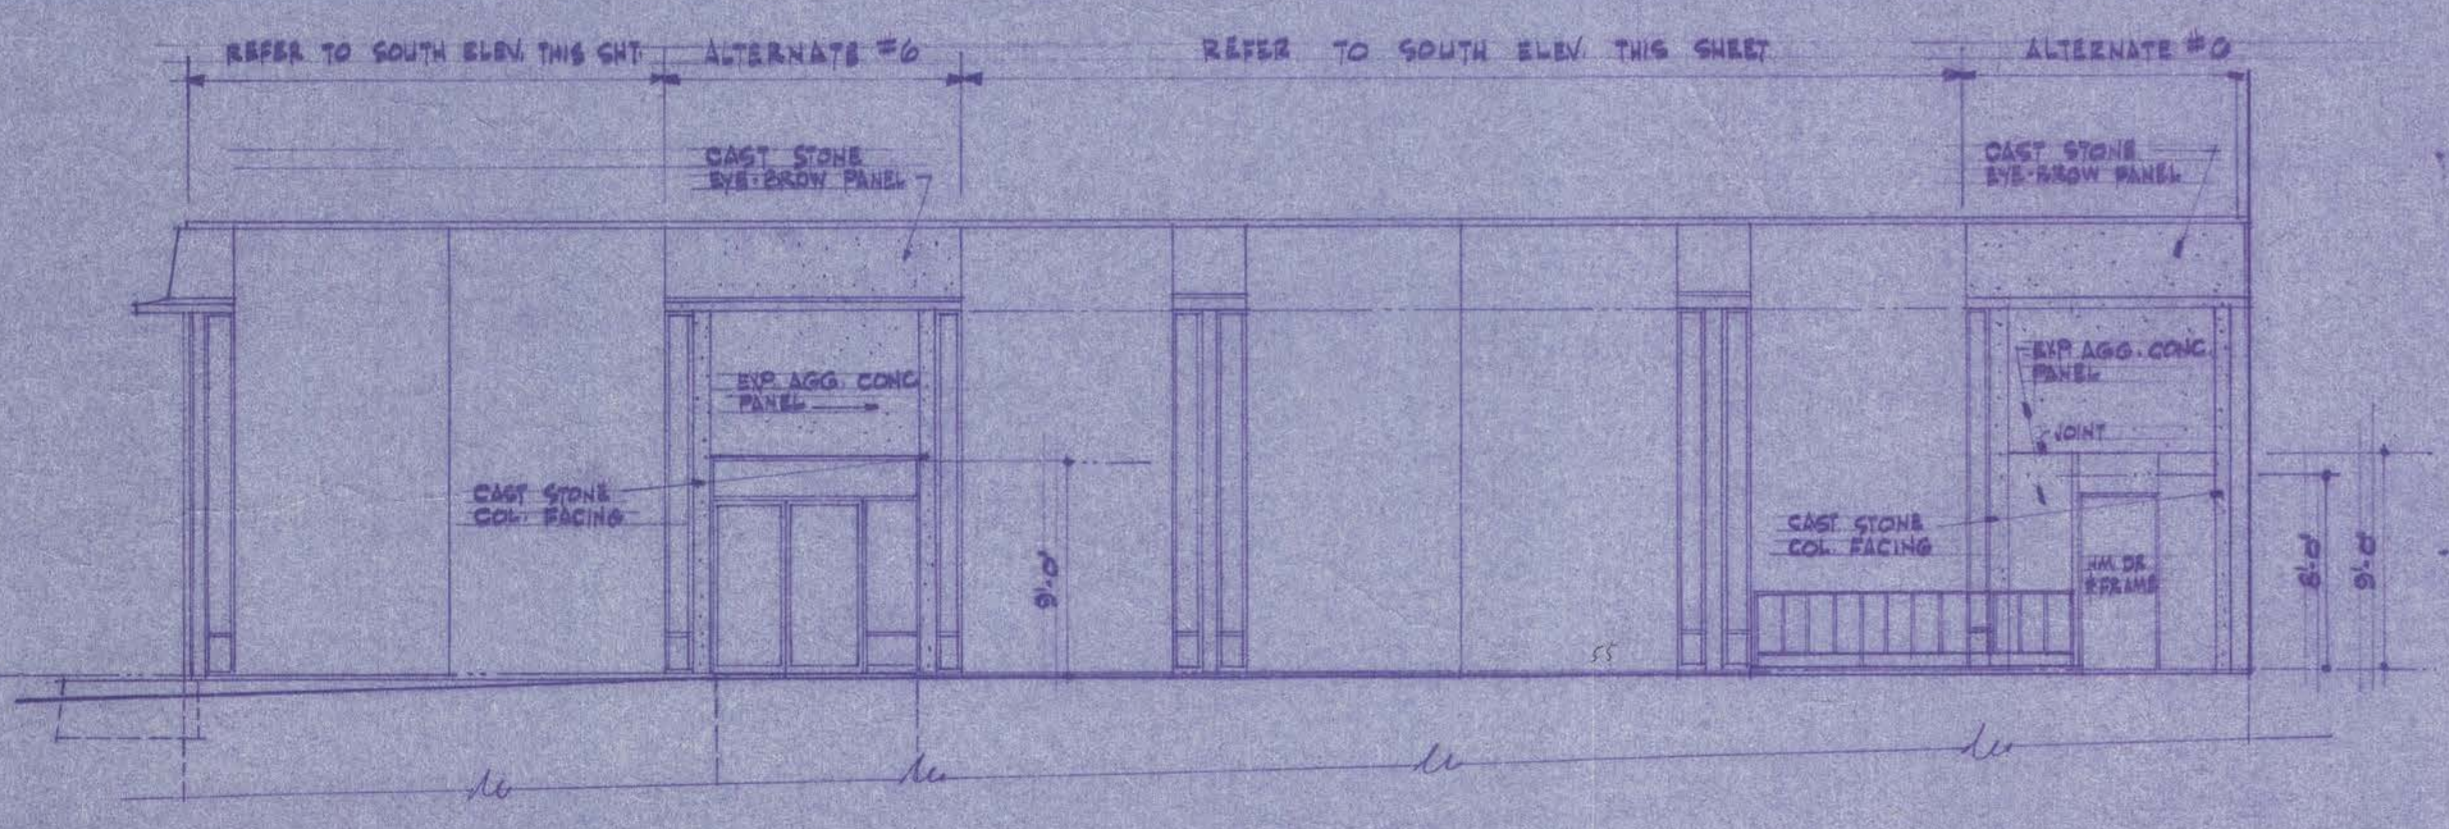 REFER TO SOUTH ELEV. THIS SHT.
ALTERNATE #6
REFER TO SOUTH ELEV. THIS SHEET
ALTERNATE #6
CAST STONE
EYE-BROW PANEL
CAST STONE
EYE-BROW PANEL
EXP. AGG. CONC.
PANEL
EXP. AGG. CONC.
PANEL
JOINT
CAST STONE
COL. FACING
CAST STONE
COL. FACING
9'-0"
HM. DR.
& FRAME
8'-0"
9'-0"
55